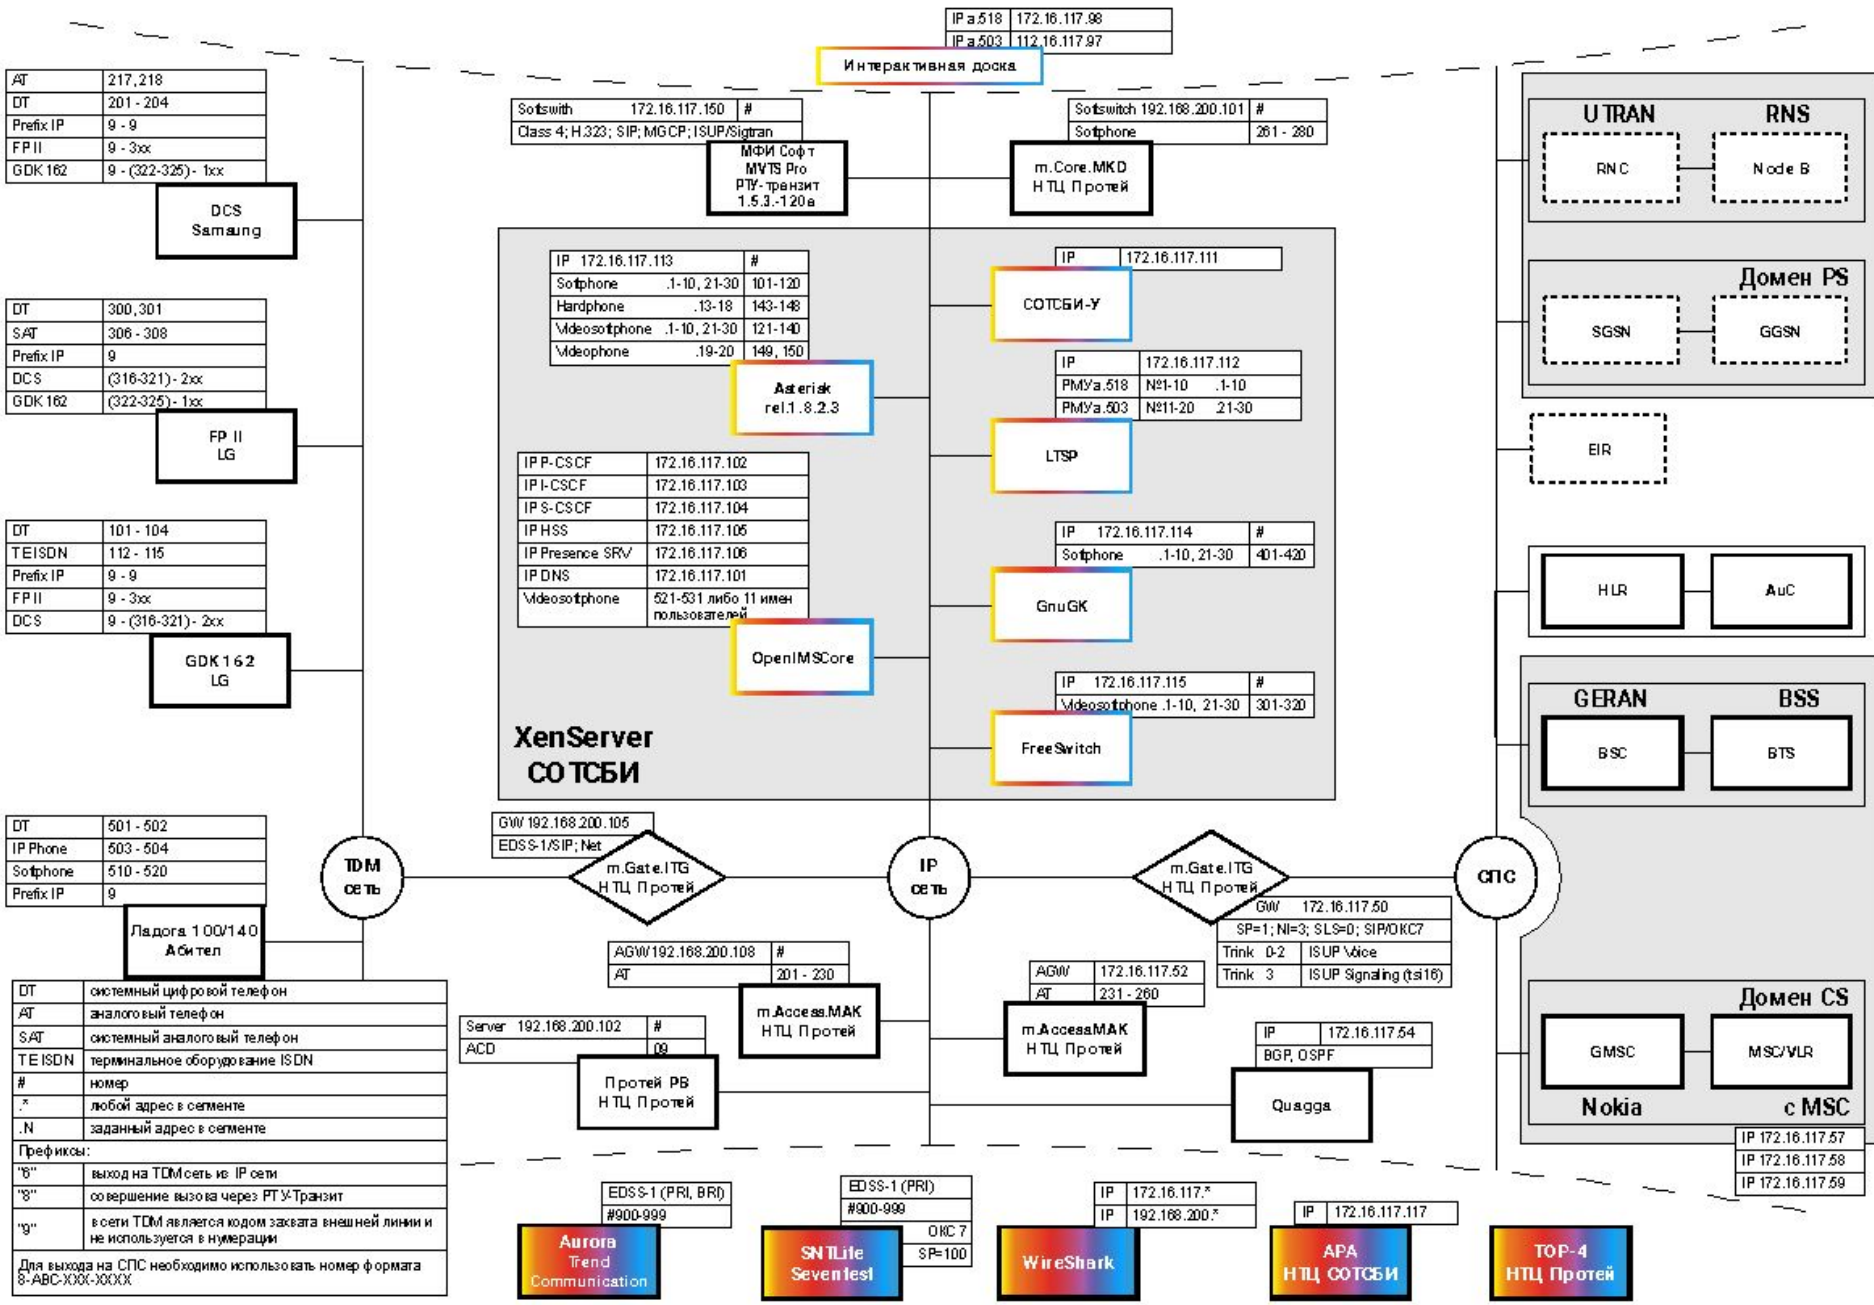 IP а.518 172.16.117.98
IP а.503 112.16.117.97
Интерактивная доска
AT 217,218
DT 201 - 204
Prefix IP 9 - 9
FP II 9 - 3xx
GDK 162 9 - (322-325) - 1xx
DCS
Samsung
DT 300,301
SAT 306 - 308
Prefix IP 9
DCS (316-321) - 2xx
GDK 162 (322-325) - 1xx
FP II
LG
DT 101 - 104
TE ISDN 112 - 115
Prefix IP 9 - 9
FP II 9 - 3xx
DCS 9 - (316-321) - 2xx
GDK 162
LG
DT 501 - 502
IP Phone 503 - 504
Softphone 510 - 520
Prefix IP 9
Ладога 100/140
Абител
TDM
сеть
DT системный цифровой телефон
AT аналоговый телефон
SAT системный аналоговый телефон
TE ISDN терминальное оборудование ISDN
# номер
.* любой адрес в сегменте
.N заданный адрес в сегменте
Префиксы:
"6" выход на TDM сеть из IP сети
"8" совершение вызова через РТУ-Транзит
"9" в сети TDM является кодом захвата внешней линии и
не используется в нумерации
Для выхода на СПС необходимо использовать номер формата
8-ABC-XXX-XXXX
Softswith 172.16.117.150 #
Class 4; H.323; SIP; MGCP; ISUP/Sigtran
МФИ Софт
MVTS Pro
РТУ-транзит
1.5.3.-120a
Softswitch 192.168.200.101 #
Softphone 261 - 280
m.Core.MKD
НТЦ Протей
IP 172.16.117.113 #
Softphone .1-10, 21-30 101-120
Hardphone .13-18 143-148
Videosoftphone .1-10, 21-30 121-140
Videophone .19-20 149, 150
Asterisk
rel.1.8.2.3
IP 172.16.117.111
СОТСБИ-У
IP 172.16.117.112
РМУа.518 №1-10 .1-10
РМУа.503 №11-20 .21-30
LTSP
IP P-CSCF 172.16.117.102
IP I-CSCF 172.16.117.103
IP S-CSCF 172.16.117.104
IP HSS 172.16.117.105
IP Presence SRV 172.16.117.106
IP DNS 172.16.117.101
Videosoftphone 521-531 либо 11 имен
пользователей
OpenIMSCore
IP 172.16.117.114 #
Softphone .1-10, 21-30 401-420
GnuGK
IP 172.16.117.115 #
Videosoftphone .1-10, 21-30 301-320
FreeSwitch
XenServer
СОТСБИ
GW 192.168.200.105
EDSS-1/SIP; Net
m.Gate.ITG
НТЦ Протей
IP
сеть
m.Gate.ITG
НТЦ Протей
GW 172.16.117.50
SP=1; NI=3; SLS=0; SIP/ОКС7
Trink 0-2 ISUP Voice
Trink 3 ISUP Signaling (tsi16)
СПС
AGW 192.168.200.108 #
AT 201 - 230
m.Access.MAK
НТЦ Протей
AGW 172.16.117.52
AT 231 - 260
m.AccessMAK
НТЦ Протей
Server 192.168.200.102 #
ACD 09
Протей РВ
НТЦ Протей
IP 172.16.117.54
BGP, OSPF
Quagga
UTRAN RNS
RNC Node B
Домен PS
SGSN GGSN
EIR
HLR AuC
GERAN BSS
BSC BTS
Домен CS
GMSC MSC/VLR
Nokia с MSC
IP 172.16.117.57
IP 172.16.117.58
IP 172.16.117.59
EDSS-1 (PRI, BRI)
#900-999
Aurora
Trend
Communication
EDSS-1 (PRI)
#900-999
ОКС 7
SP=100
SNTLite
Seventest
IP 172.16.117.*
IP 192.168.200.*
WireShark
IP 172.16.117.117
АРА
НТЦ СОТСБИ
ТОР-4
НТЦ Протей